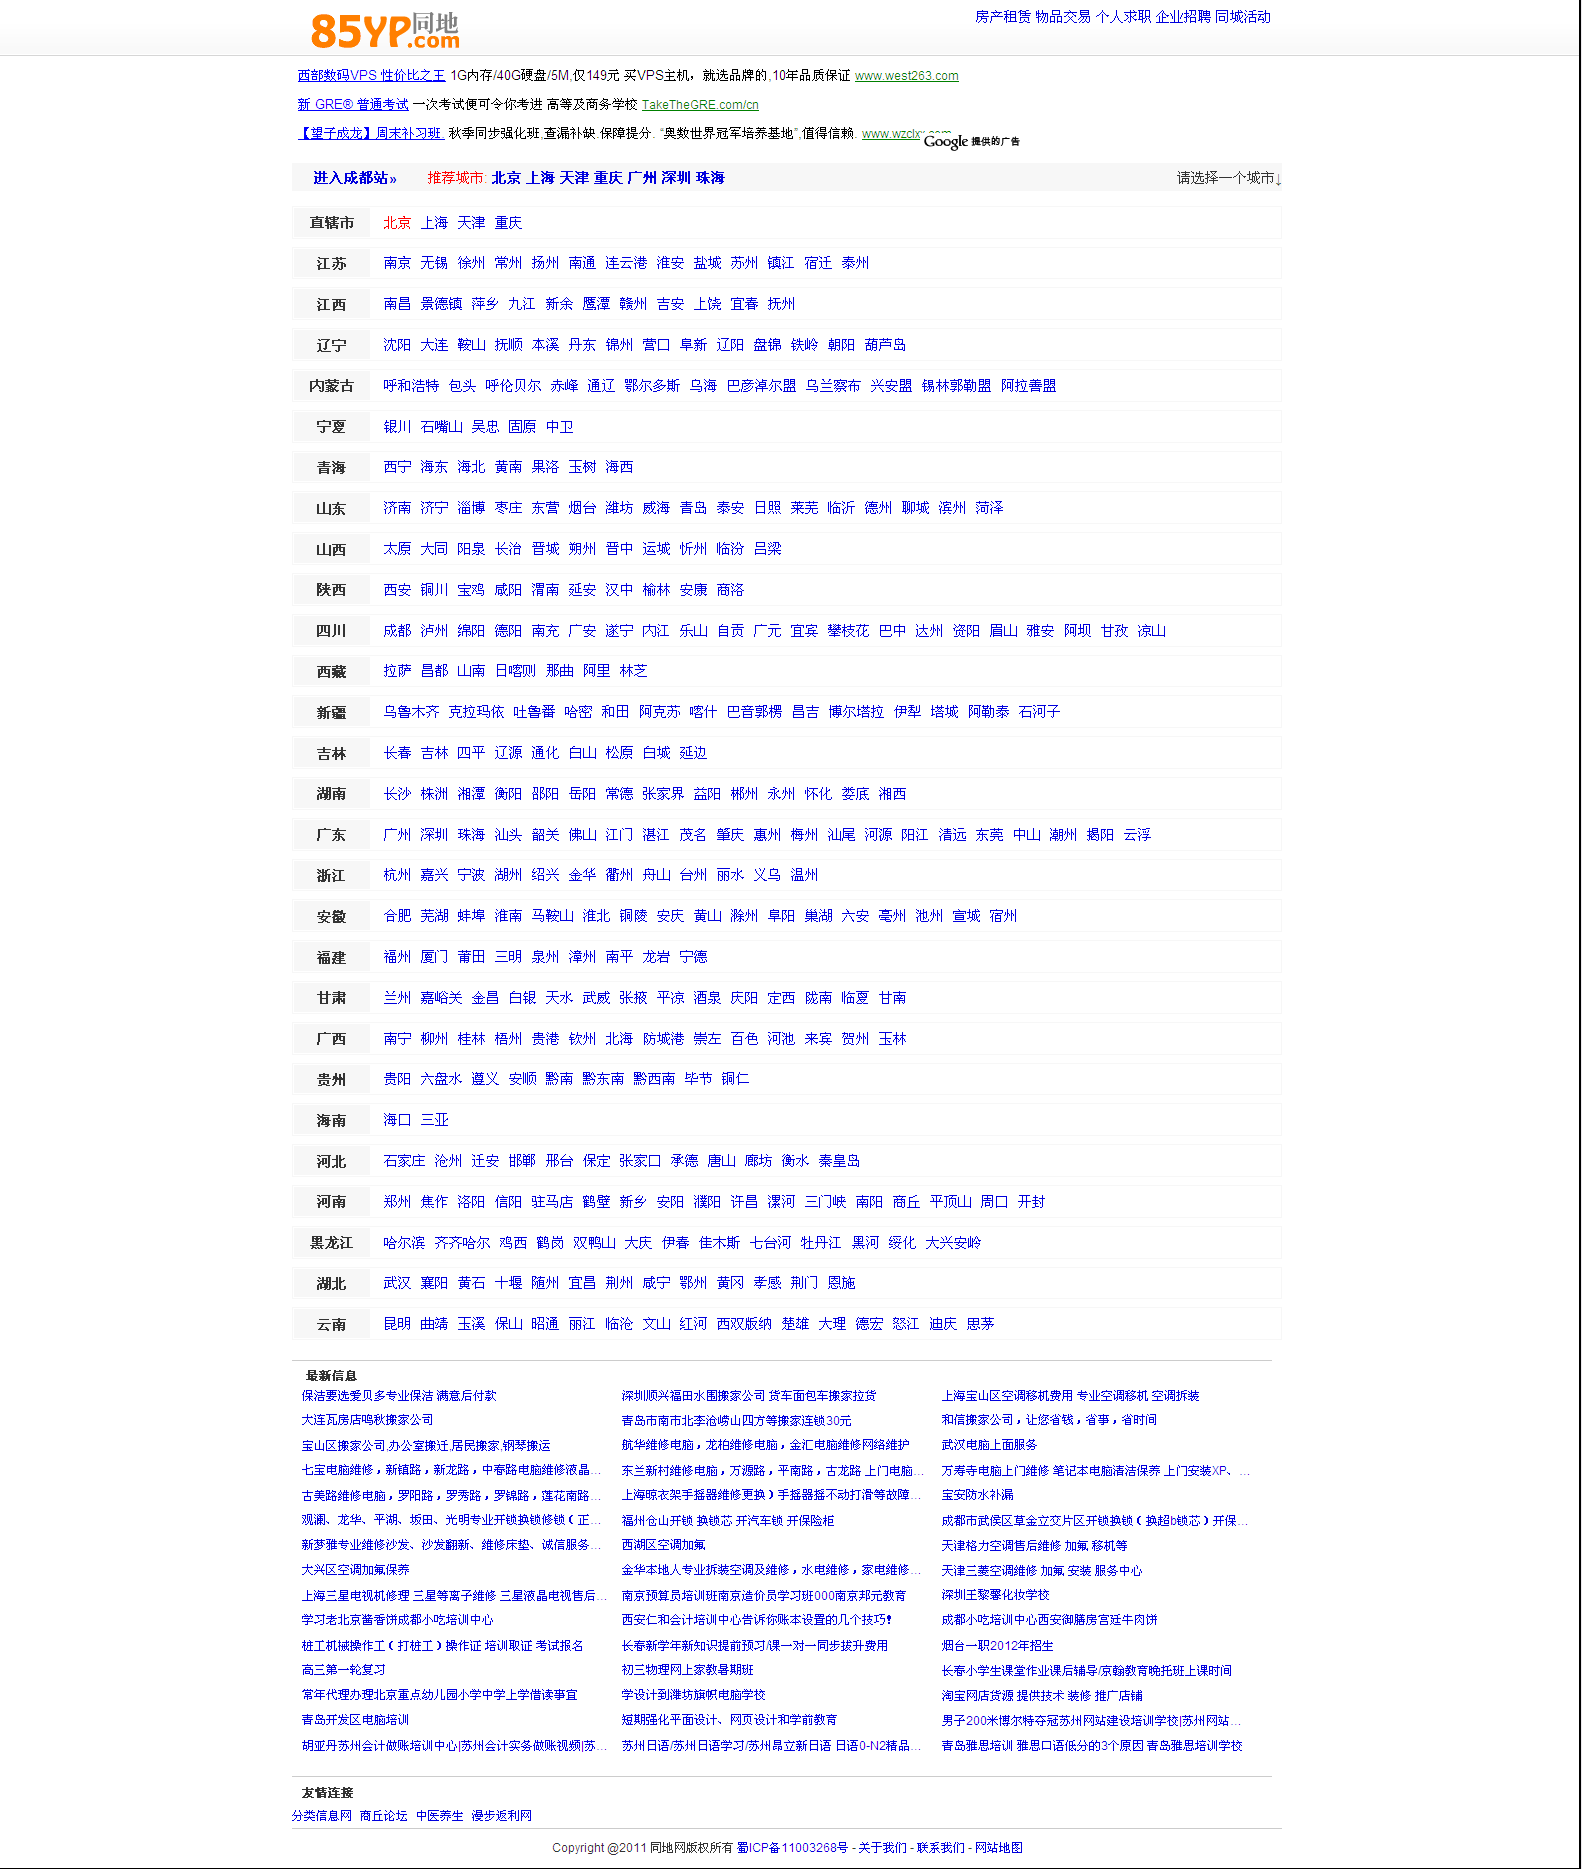 85YP同地.com
房产租赁 物品交易 个人求职 企业招聘 同城活动
西部数码VPS 性价比之王 1G内存/40G硬盘/5M,仅149元 买VPS主机，就选品牌的,10年品质保证 www.west263.com
新 GRE® 普通考试 一次考试便可令你考进 高等及商务学校 TakeTheGRE.com/cn
【望子成龙】周末补习班 秋季同步强化班,查漏补缺.保障提分. “奥数世界冠军培养基地”,值得信赖.
Google 提供的广告
进入成都站» 推荐城市: 北京 上海 天津 重庆 广州 深圳 珠海 请选择一个城市↓
直辖市 北京 上海 天津 重庆
江苏 南京 无锡 徐州 常州 扬州 南通 连云港 淮安 盐城 苏州 镇江 宿迁 泰州
江西 南昌 景德镇 萍乡 九江 新余 鹰潭 赣州 吉安 上饶 宜春 抚州
辽宁 沈阳 大连 鞍山 抚顺 本溪 丹东 锦州 营口 阜新 辽阳 盘锦 铁岭 朝阳 葫芦岛
内蒙古 呼和浩特 包头 呼伦贝尔 赤峰 通辽 鄂尔多斯 乌海 巴彦淖尔盟 乌兰察布 兴安盟 锡林郭勒盟 阿拉善盟
宁夏 银川 石嘴山 吴忠 固原 中卫
青海 西宁 海东 海北 黄南 果洛 玉树 海西
山东 济南 济宁 淄博 枣庄 东营 烟台 潍坊 威海 青岛 泰安 日照 莱芜 临沂 德州 聊城 滨州 菏泽
山西 太原 大同 阳泉 长治 晋城 朔州 晋中 运城 忻州 临汾 吕梁
陕西 西安 铜川 宝鸡 咸阳 渭南 延安 汉中 榆林 安康 商洛
四川 成都 泸州 绵阳 德阳 南充 广安 遂宁 内江 乐山 自贡 广元 宜宾 攀枝花 巴中 达州 资阳 眉山 雅安 阿坝 甘孜 凉山
西藏 拉萨 昌都 山南 日喀则 那曲 阿里 林芝
新疆 乌鲁木齐 克拉玛依 吐鲁番 哈密 和田 阿克苏 喀什 巴音郭楞 昌吉 博尔塔拉 伊犁 塔城 阿勒泰 石河子
吉林 长春 吉林 四平 辽源 通化 白山 松原 白城 延边
湖南 长沙 株洲 湘潭 衡阳 邵阳 岳阳 常德 张家界 益阳 郴州 永州 怀化 娄底 湘西
广东 广州 深圳 珠海 汕头 韶关 佛山 江门 湛江 茂名 肇庆 惠州 梅州 汕尾 河源 阳江 清远 东莞 中山 潮州 揭阳 云浮
浙江 杭州 嘉兴 宁波 湖州 绍兴 金华 衢州 舟山 台州 丽水 义乌 温州
安徽 合肥 芜湖 蚌埠 淮南 马鞍山 淮北 铜陵 安庆 黄山 滁州 阜阳 巢湖 六安 亳州 池州 宣城 宿州
福建 福州 厦门 莆田 三明 泉州 漳州 南平 龙岩 宁德
甘肃 兰州 嘉峪关 金昌 白银 天水 武威 张掖 平凉 酒泉 庆阳 定西 陇南 临夏 甘南
广西 南宁 柳州 桂林 梧州 贵港 钦州 北海 防城港 崇左 百色 河池 来宾 贺州 玉林
贵州 贵阳 六盘水 遵义 安顺 黔南 黔东南 黔西南 毕节 铜仁
海南 海口 三亚
河北 石家庄 沧州 迁安 邯郸 邢台 保定 张家口 承德 唐山 廊坊 衡水 秦皇岛
河南 郑州 焦作 洛阳 信阳 驻马店 鹤壁 新乡 安阳 濮阳 许昌 漯河 三门峡 南阳 商丘 平顶山 周口 开封
黑龙江 哈尔滨 齐齐哈尔 鸡西 鹤岗 双鸭山 大庆 伊春 佳木斯 七台河 牡丹江 黑河 绥化 大兴安岭
湖北 武汉 襄阳 黄石 十堰 随州 宜昌 荆州 咸宁 鄂州 黄冈 孝感 荆门 恩施
云南 昆明 曲靖 玉溪 保山 昭通 丽江 临沧 文山 红河 西双版纳 楚雄 大理 德宏 怒江 迪庆 思茅
最新信息
保洁要选爱贝多专业保洁 满意后付款 深圳顺兴福田水围搬家公司 货车面包车搬家拉货 上海宝山区空调移机费用 专业空调移机 空调拆装
大连瓦房店鸣秋搬家公司 青岛市南市北李沧崂山四方等搬家连锁30元 和信搬家公司，让您省钱，省事，省时间
宝山区搬家公司,办公室搬迁,居民搬家,钢琴搬运 航华维修电脑，龙柏维修电脑，金汇电脑维修网络维护 武汉电脑上面服务
七宝电脑维修，新镇路，新龙路，中春路电脑维修液晶... 东兰新村维修电脑，万源路，平南路，古龙路 上门电脑... 万寿寺电脑上门维修 笔记本电脑清洁保养 上门安装XP、...
古美路维修电脑，罗阳路，罗秀路，罗锦路，莲花南路... 上海晾衣架手摇器维修更换）手摇器摇不动打滑等故障... 宝安防水补漏
观澜、龙华、平湖、坂田、光明专业开锁换锁修锁（正... 福州仓山开锁 换锁芯 开汽车锁 开保险柜 成都市武侯区草金立交片区开锁换锁（换超b锁芯）开保...
新梦雅专业维修沙发、沙发翻新、维修床垫、诚信服务... 西湖区空调加氟 天津格力空调售后维修 加氟 移机等
大兴区空调加氟保养 金华本地人专业拆装空调及维修，水电维修，家电维修... 天津三菱空调维修 加氟 安装 服务中心
上海三星电视机修理 三星等离子维修 三星液晶电视售后... 南京预算员培训班南京造价员学习班000南京邦元教育 深圳王黎馨化妆学校
学习老北京酱香饼成都小吃培训中心 西安仁和会计培训中心告诉你账本设置的几个技巧！ 成都小吃培训中心西安御膳房宫廷牛肉饼
桩工机械操作工（打桩工）操作证 培训取证 考试报名 长春新学年新知识提前预习/课一对一同步拔升费用 烟台一职2012年招生
高三第一轮复习 初三物理网上家教暑期班 长春小学生课堂作业课后辅导/京翰教育晚托班上课时间
常年代理办理北京重点幼儿园小学中学上学借读事宜 学设计到潍坊旗帜电脑学校 淘宝网店货源 提供技术 装修 推广店铺
青岛开发区电脑培训 短期强化平面设计、网页设计和学前教育 男子200米博尔特夺冠苏州网站建设培训学校|苏州网站...
胡亚丹苏州会计做账培训中心|苏州会计实务做账视频|苏... 苏州日语/苏州日语学习/苏州昂立新日语 日语0-N2精品... 青岛雅思培训 雅思口语低分的3个原因 青岛雅思培训学校
友情连接
分类信息网 商丘论坛 中医养生 漫步返利网
Copyright @2011 同地网版权所有 蜀ICP备11003268号 - 关于我们 - 联系我们 - 网站地图